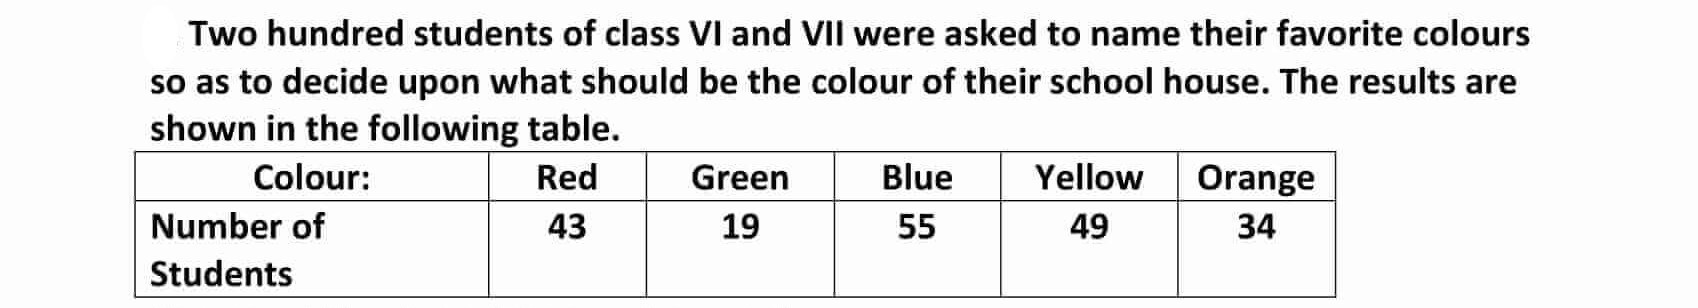 Two hundred students of class VI and VII were asked to name their favorite colours
so as to decide upon what should be the colour of their school house. The results are
shown in the following table.
Colour: Red Green Blue Yellow Orange
Number of 43 19 55 49 34
Students